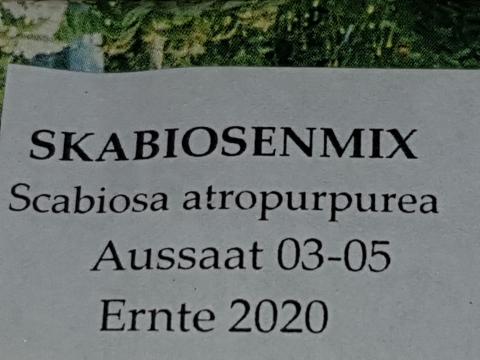 SKABIOSENMIX
Scabiosa atropurpurea
Aussaat 03-05
Ernte 2020